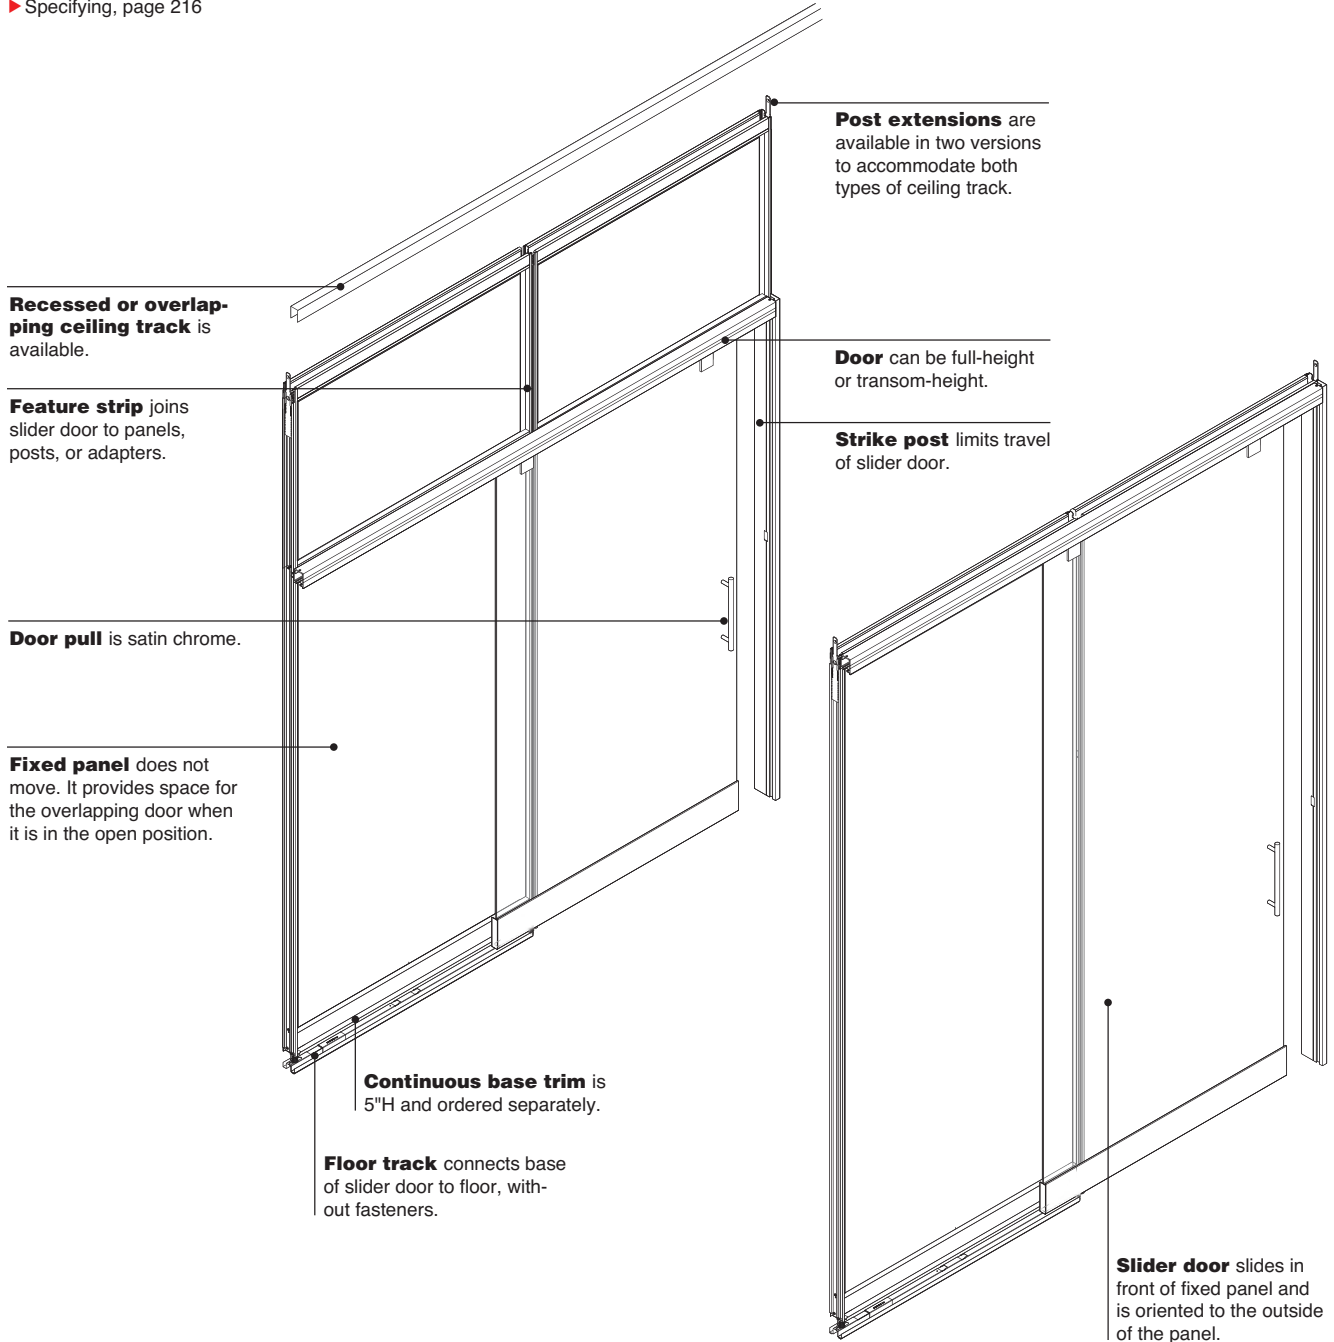 Specifying, page 216
Post extensions are
available in two versions
to accommodate both
types of ceiling track.
Recessed or overlap-
ping ceiling track is
available.
Door can be full-height
or transom-height.
Feature strip joins
slider door to panels,
posts, or adapters.
Strike post limits travel
of slider door.
Door pull is satin chrome.
Fixed panel does not
move. It provides space for
the overlapping door when
it is in the open position.
Continuous base trim is
5"H and ordered separately.
Floor track connects base
of slider door to floor, with-
out fasteners.
Slider door slides in
front of fixed panel and
is oriented to the outside
of the panel.